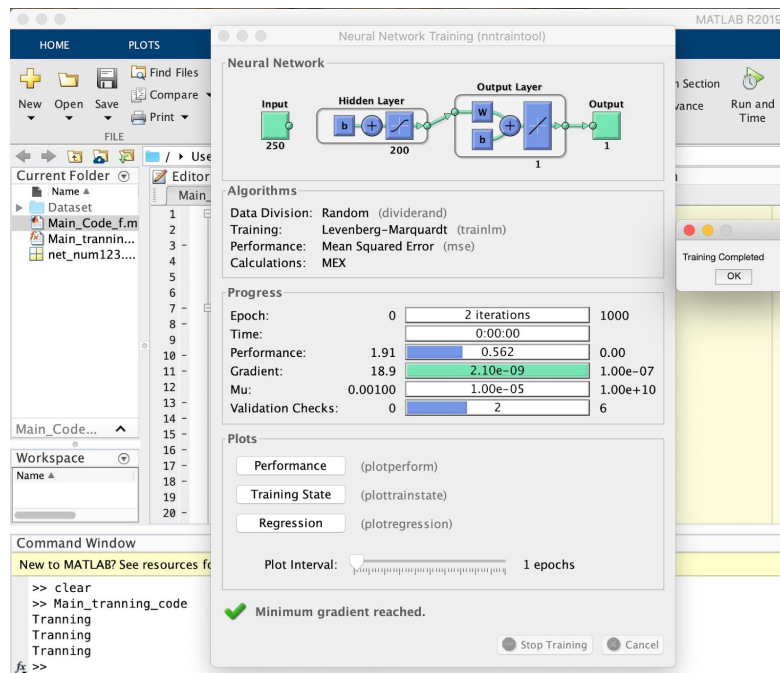 MATLAB R2019
HOME
PLOTS
New
Open
Save
Find Files
Compare
Print
FILE
n Section
vance
Run and
Time
/ ▸ Use
Current Folder
Name
Dataset
Main_Code_f.m
Main_trannin...
net_num123....
Main_Code...
Workspace
Name
Editor
Main_
1
2
3 -
4
5
6
7 -
8 -
9
10 -
11 -
12
13 -
14 -
15 -
16 -
17 -
18 -
19
20 -
Neural Network Training (nntraintool)
Neural Network
Input
250
Hidden Layer
b
+
200
Output Layer
W
b
+
1
Output
1
Algorithms
Data Division: Random (dividerand)
Training: Levenberg-Marquardt (trainlm)
Performance: Mean Squared Error (mse)
Calculations: MEX
Progress
Epoch: 0 2 iterations 1000
Time: 0:00:00
Performance: 1.91 0.562 0.00
Gradient: 18.9 2.10e-09 1.00e-07
Mu: 0.00100 1.00e-05 1.00e+10
Validation Checks: 0 2 6
Plots
Performance (plotperform)
Training State (plottrainstate)
Regression (plotregression)
Plot Interval: 1 epochs
Minimum gradient reached.
Stop Training
Cancel
Training Completed
OK
Command Window
New to MATLAB? See resources fo
>> clear
>> Main_tranning_code
Tranning
Tranning
Tranning
fx >>